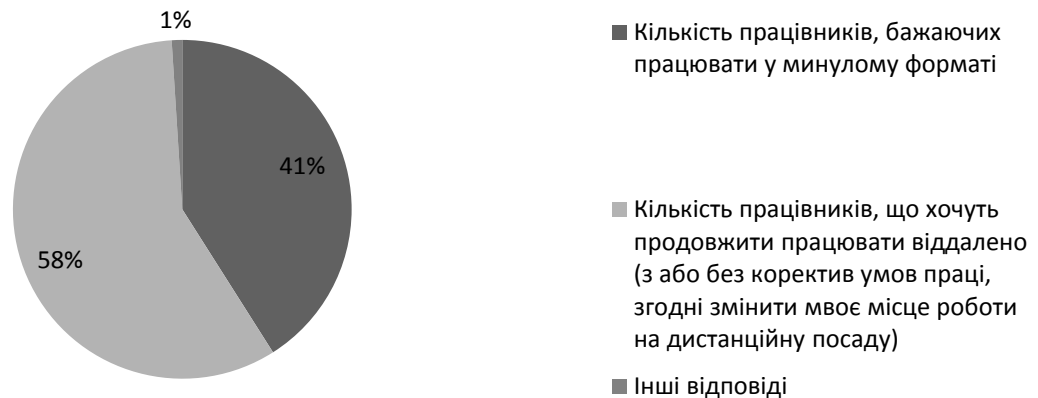 1%
41%
58%
Кількість працівників, бажаючих
працювати у минулому форматі
Кількість працівників, що хочуть
продовжити працювати віддалено
(з або без коректив умов праці,
згодні змінити мвоє місце роботи
на дистанційну посаду)
Інші відповіді